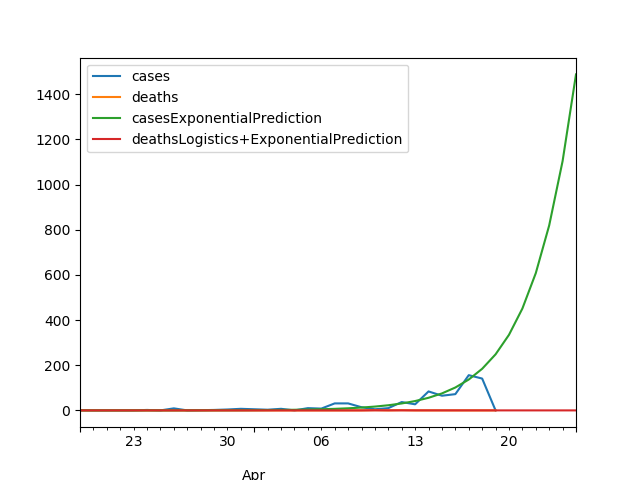 cases
deaths
casesExponentialPrediction
deathsLogistics+ExponentialPrediction
1400
1200
1000
800
600
400
200
0
23 30 06 13 20
Apr